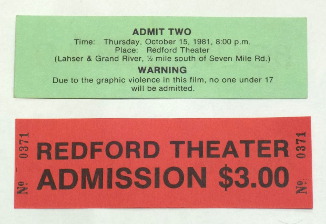 ADMIT TWO
Time: Thursday, October 15, 1981, 8:00 p.m.
Place: Redford Theater
(Lahser & Grand River, ½ mile south of Seven Mile Rd.)
WARNING
Due to the graphic violence in this film, no one under 17
will be admitted.
Nº 0371
REDFORD THEATER
ADMISSION $3.00
Nº 0371